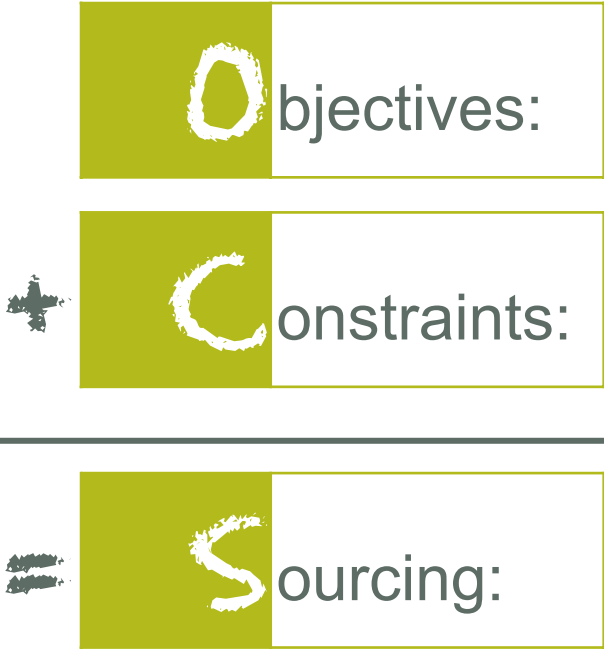 Objectives:
+ Constraints:
= Sourcing: